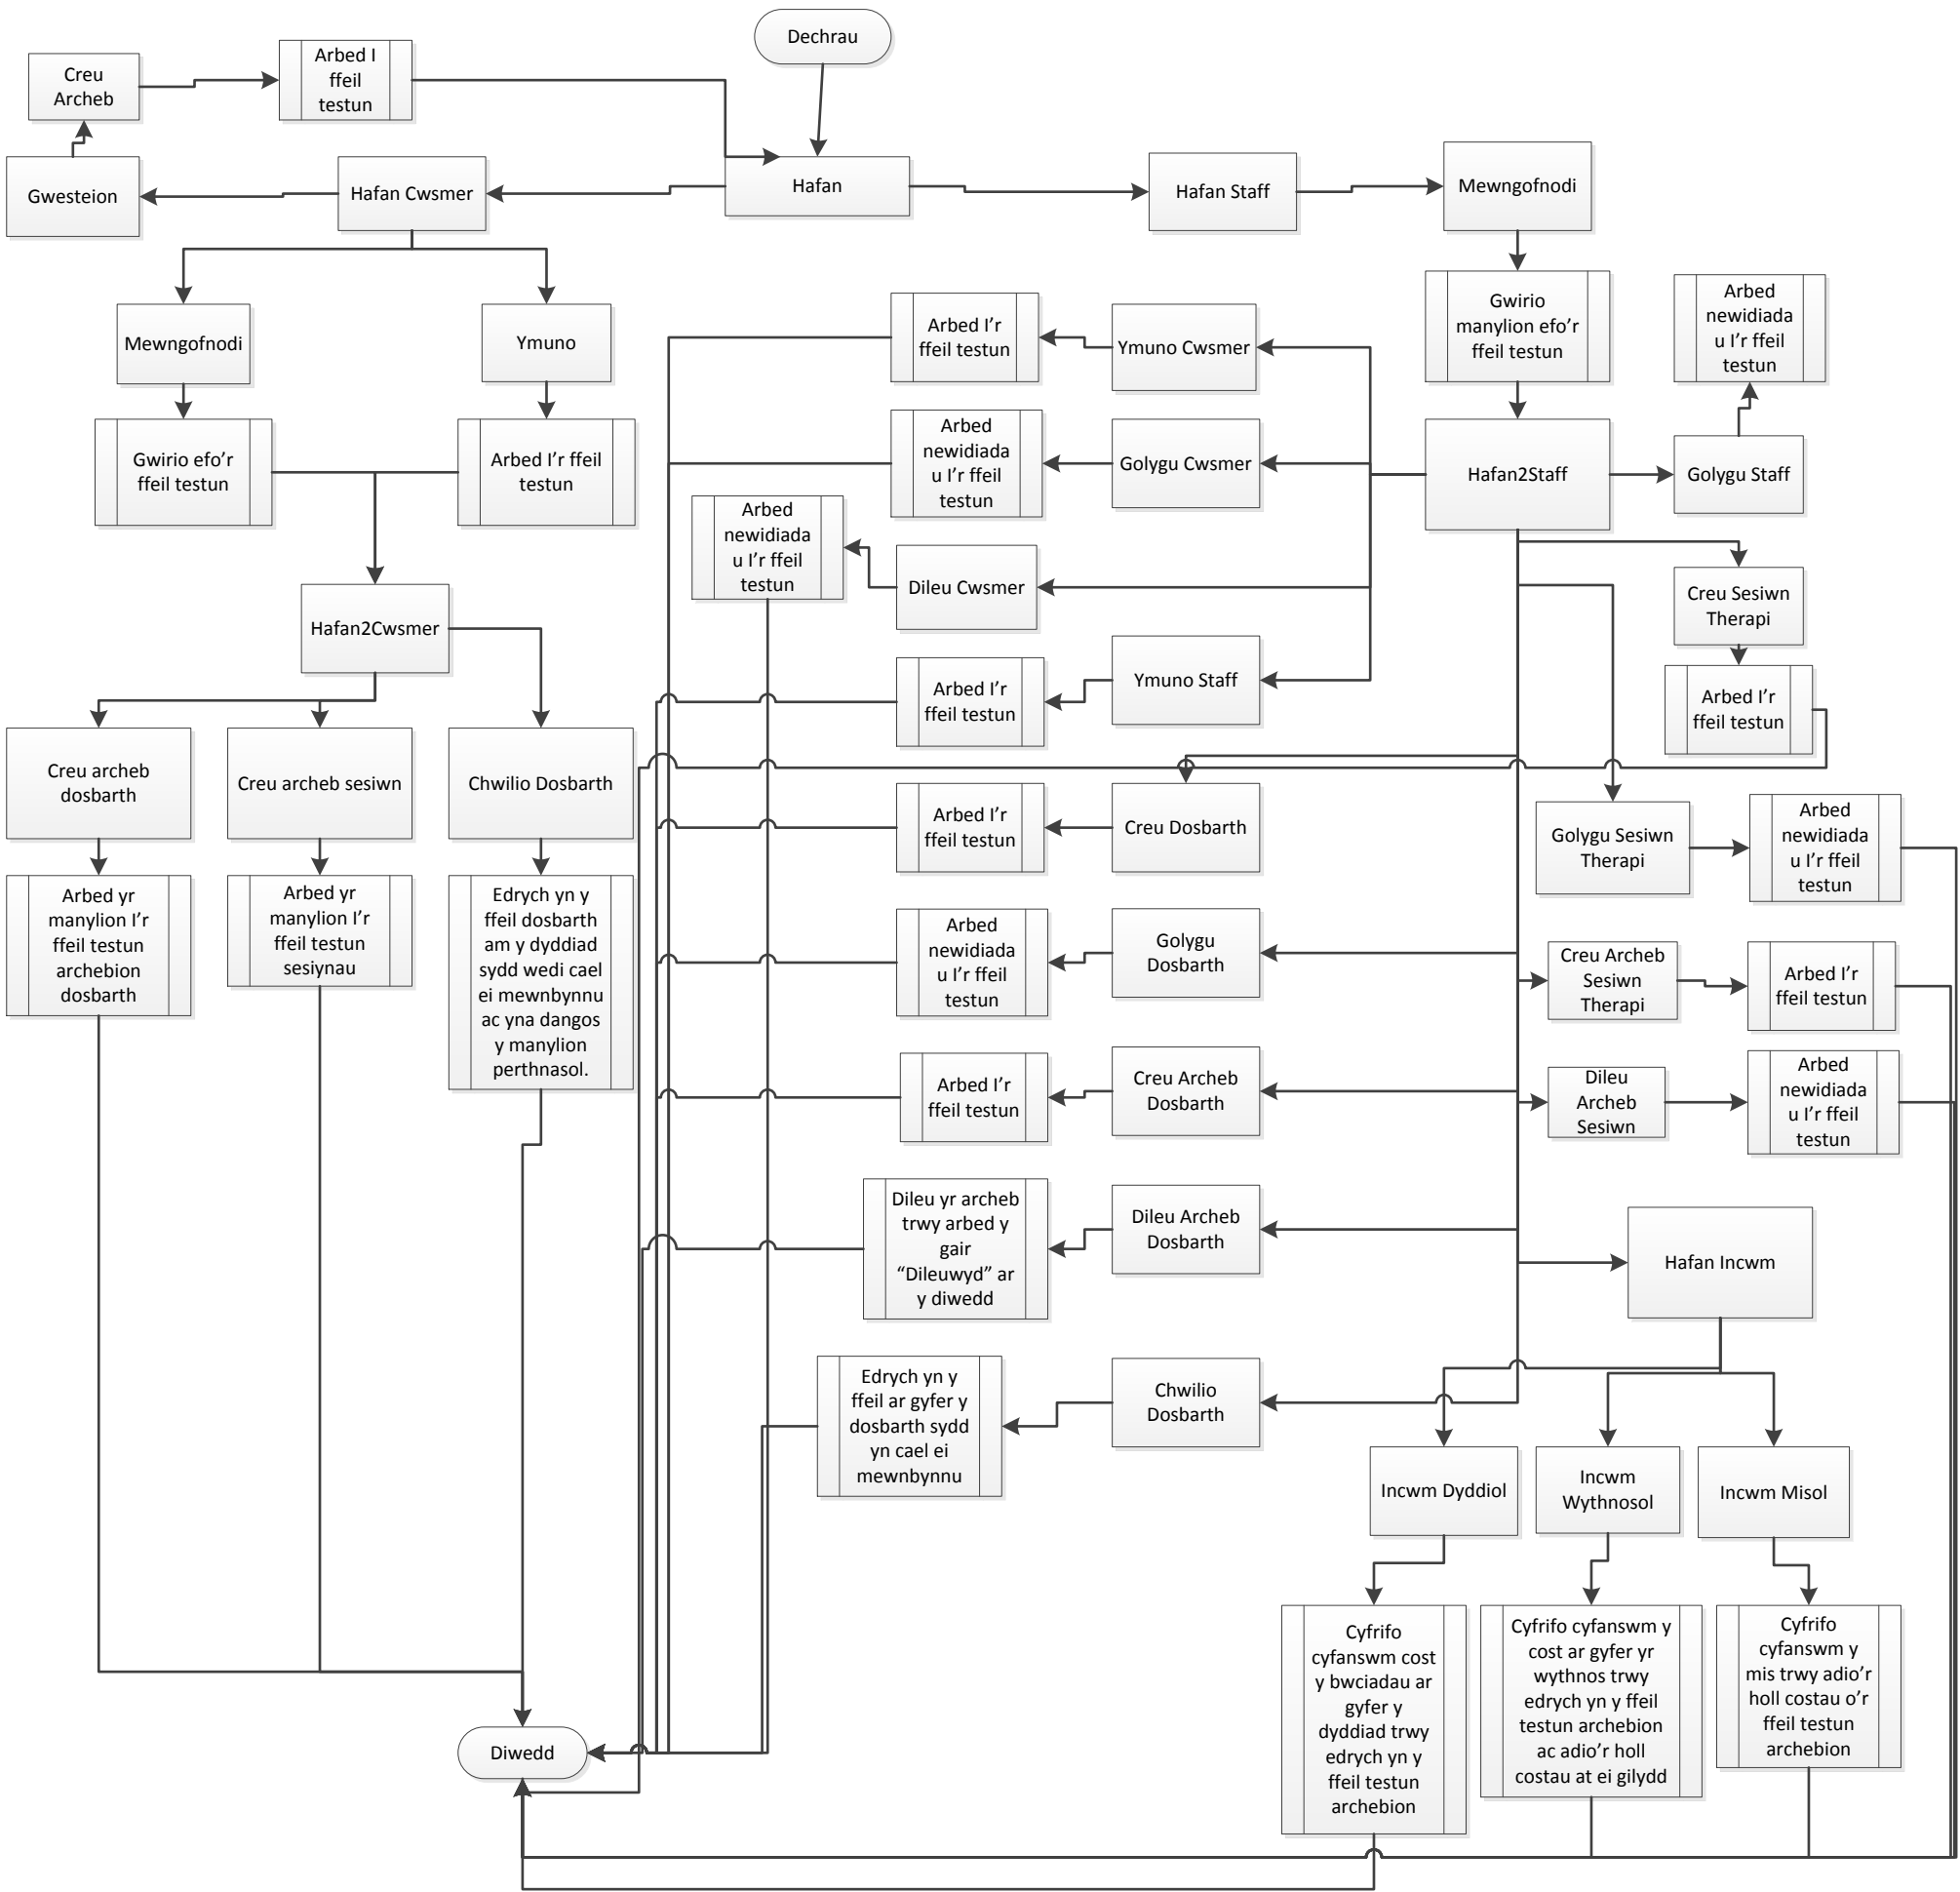 Dechrau
Creu
Archeb
Arbed I
ffeil
testun
Gwesteion
Hafan Cwsmer
Hafan
Hafan Staff
Mewngofnodi
Mewngofnodi
Ymuno
Arbed I'r
ffeil testun
Ymuno Cwsmer
Gwirio
manylion efo'r
ffeil testun
Arbed
newidiada
u I'r ffeil
testun
Gwirio efo'r
ffeil testun
Arbed I'r ffeil
testun
Arbed
newidiada
u I'r ffeil
testun
Golygu Cwsmer
Hafan2Staff
Golygu Staff
Arbed
newidiada
u I'r ffeil
testun
Dileu Cwsmer
Creu Sesiwn
Therapi
Hafan2Cwsmer
Arbed I'r
ffeil testun
Ymuno Staff
Arbed I'r
ffeil testun
Creu archeb
dosbarth
Creu archeb sesiwn
Chwilio Dosbarth
Arbed I'r
ffeil testun
Creu Dosbarth
Golygu Sesiwn
Therapi
Arbed
newidiada
u I'r ffeil
testun
Arbed yr
manylion I'r
ffeil testun
archebion
dosbarth
Arbed yr
manylion I'r
ffeil testun
sesiynau
Edrych yn y
ffeil dosbarth
am y dyddiad
sydd wedi cael
ei mewnbynnu
ac yna dangos
y manylion
perthnasol.
Arbed
newidiada
u I'r ffeil
testun
Golygu
Dosbarth
Creu Archeb
Sesiwn
Therapi
Arbed I'r
ffeil testun
Arbed I'r
ffeil testun
Creu Archeb
Dosbarth
Dileu
Archeb
Sesiwn
Arbed
newidiada
u I'r ffeil
testun
Dileu yr archeb
trwy arbed y
gair
“Dileuwyd” ar
y diwedd
Dileu Archeb
Dosbarth
Hafan Incwm
Edrych yn y
ffeil ar gyfer y
dosbarth sydd
yn cael ei
mewnbynnu
Chwilio
Dosbarth
Incwm Dyddiol
Incwm
Wythnosol
Incwm Misol
Cyfrifo
cyfanswm cost
y bwciadau ar
gyfer y
dyddiad trwy
edrych yn y
ffeil testun
archebion
Cyfrifo cyfanswm y
cost ar gyfer yr
wythnos trwy
edrych yn y ffeil
testun archebion
ac adio'r holl
costau at ei gilydd
Cyfrifo
cyfanswm y
mis trwy adio'r
holl costau o'r
ffeil testun
archebion
Diwedd